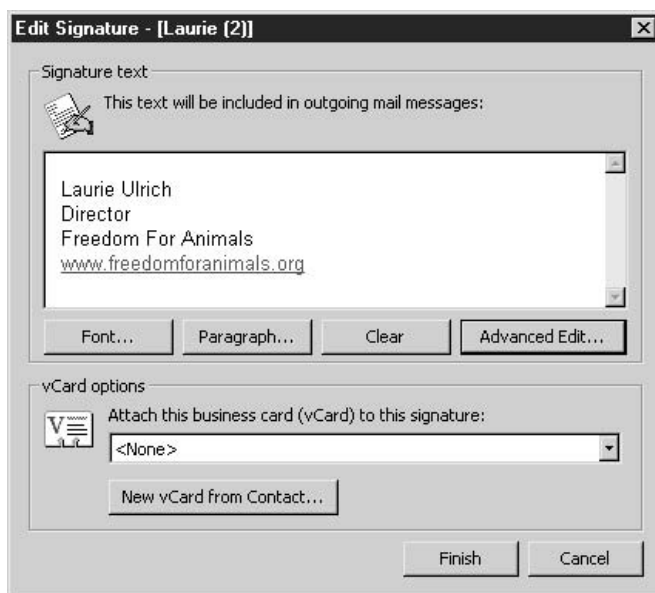 Edit Signature - [Laurie (2)]
Signature text
This text will be included in outgoing mail messages:
Laurie Ulrich
Director
Freedom For Animals
www.freedomforanimals.org
Font... Paragraph... Clear Advanced Edit...
vCard options
Attach this business card (vCard) to this signature:
<None>
New vCard from Contact...
Finish Cancel